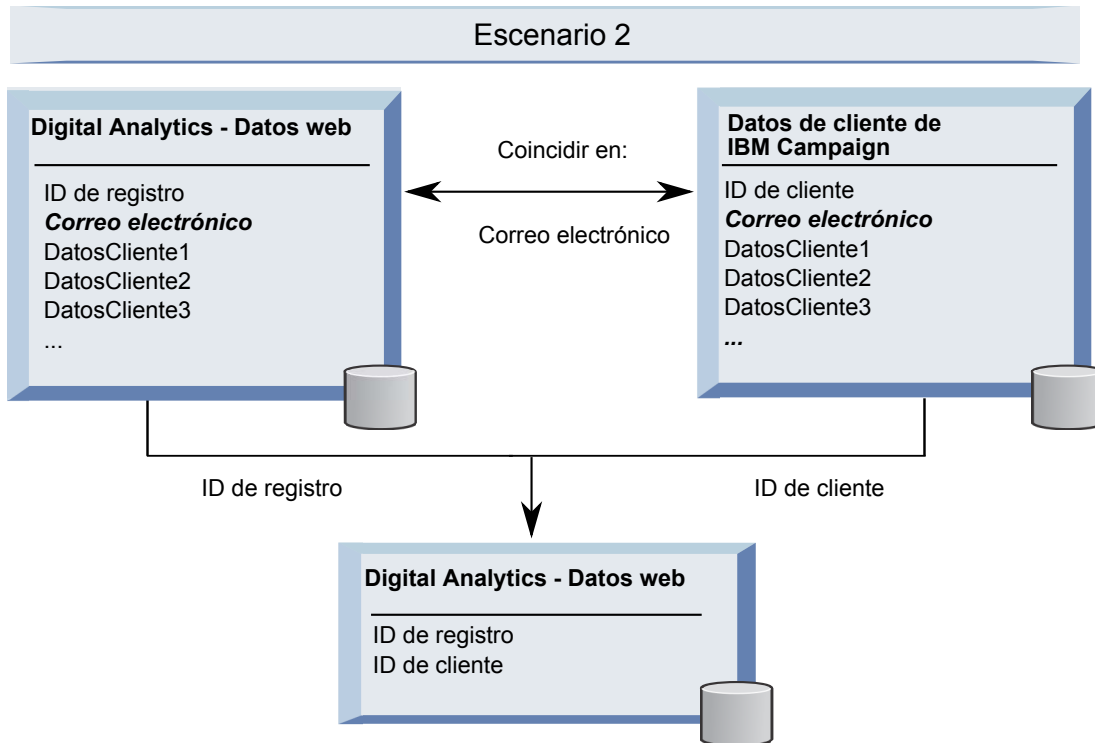 Escenario 2
Digital Analytics - Datos web
ID de registro
Correo electrónico
DatosCliente1
DatosCliente2
DatosCliente3
...
Coincidir en:
Correo electrónico
Datos de cliente de
IBM Campaign
ID de cliente
Correo electrónico
DatosCliente1
DatosCliente2
DatosCliente3
...
ID de registro
ID de cliente
Digital Analytics - Datos web
ID de registro
ID de cliente